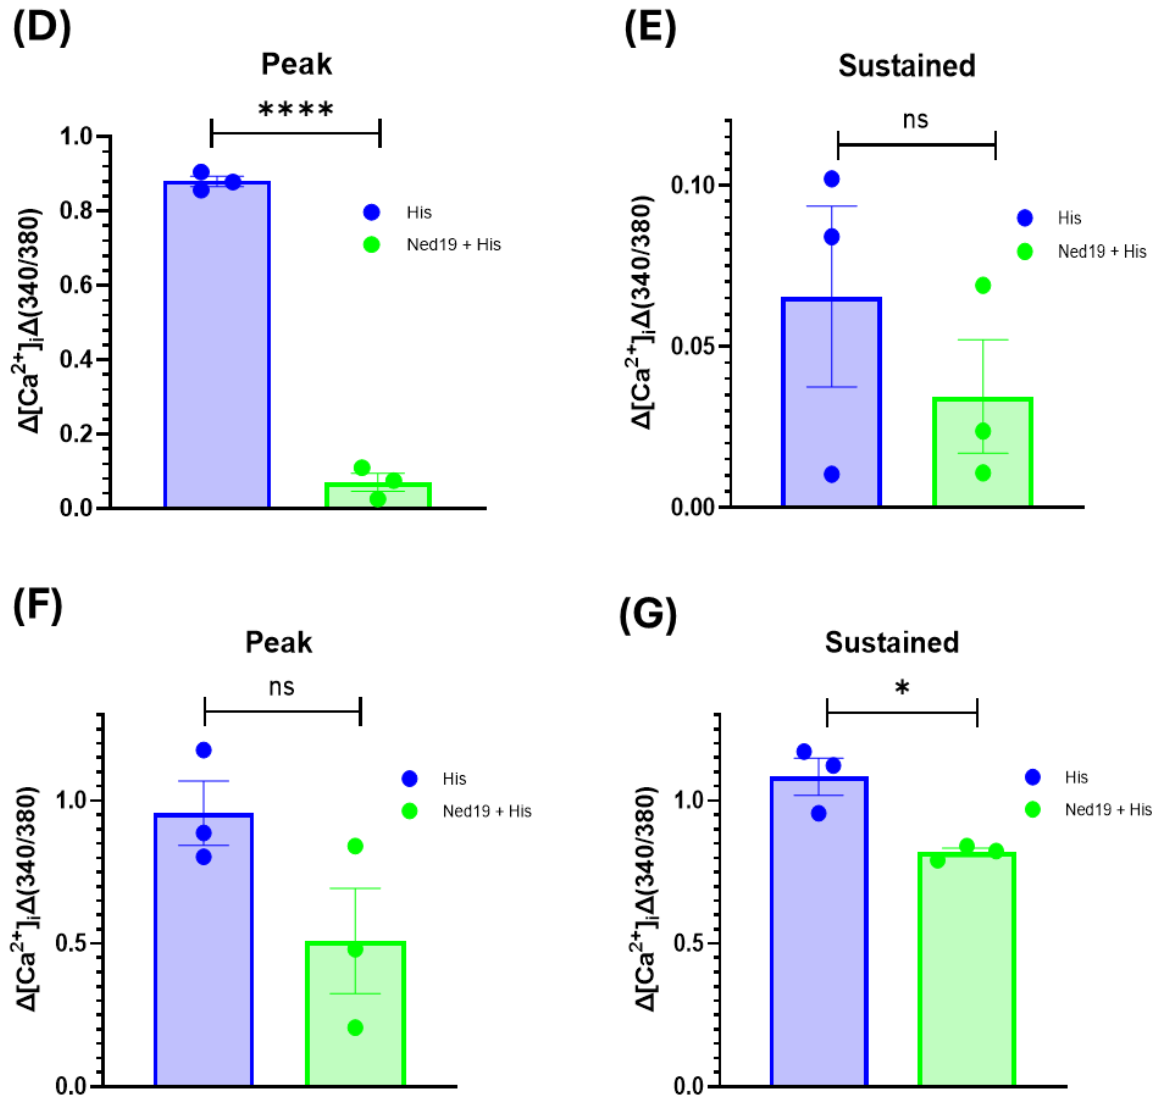 (D)
Peak
****
1.0
0.8
0.6
0.4
0.2
0.0
Δ[Ca²⁺]ᵢΔ(340/380)
His
Ned19 + His
(E)
Sustained
ns
0.10
0.05
0.00
Δ[Ca²⁺]ᵢΔ(340/380)
His
Ned19 + His
(F)
Peak
ns
1.0
0.5
0.0
Δ[Ca²⁺]ᵢΔ(340/380)
His
Ned19 + His
(G)
Sustained
*
1.0
0.5
0.0
Δ[Ca²⁺]ᵢΔ(340/380)
His
Ned19 + His